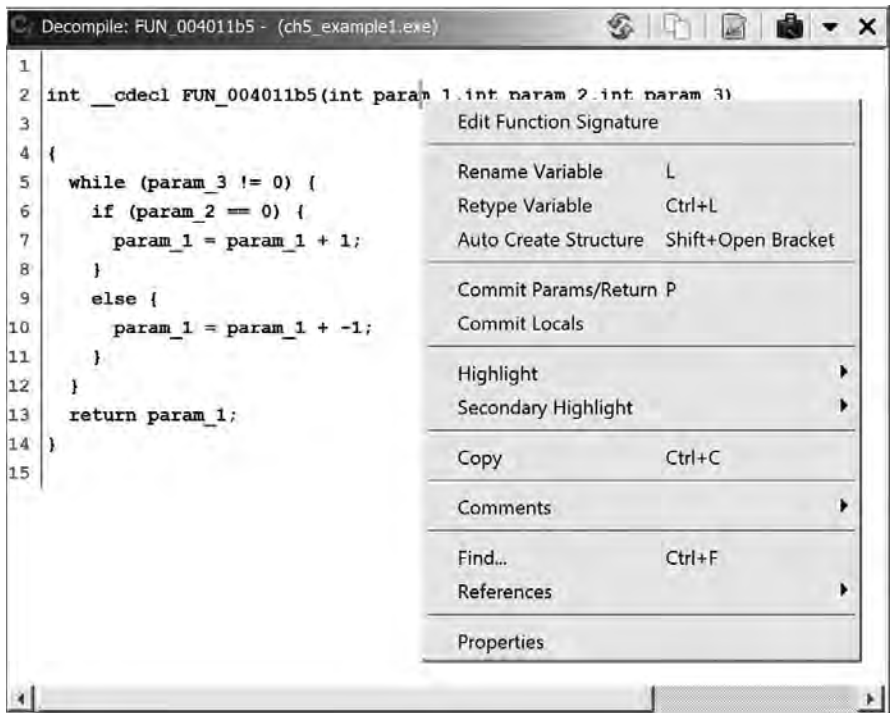 Decompile: FUN_004011b5 - (ch5_example1.exe)
1
2 int __cdecl FUN_004011b5(int param_1,int param_2,int param_3)
3
4 {
5 while (param_3 != 0) {
6 if (param_2 == 0) {
7 param_1 = param_1 + 1;
8 }
9 else {
10 param_1 = param_1 + -1;
11 }
12 }
13 return param_1;
14 }
15
Edit Function Signature
Rename Variable L
Retype Variable Ctrl+L
Auto Create Structure Shift+Open Bracket
Commit Params/Return P
Commit Locals
Highlight
Secondary Highlight
Copy Ctrl+C
Comments
Find... Ctrl+F
References
Properties